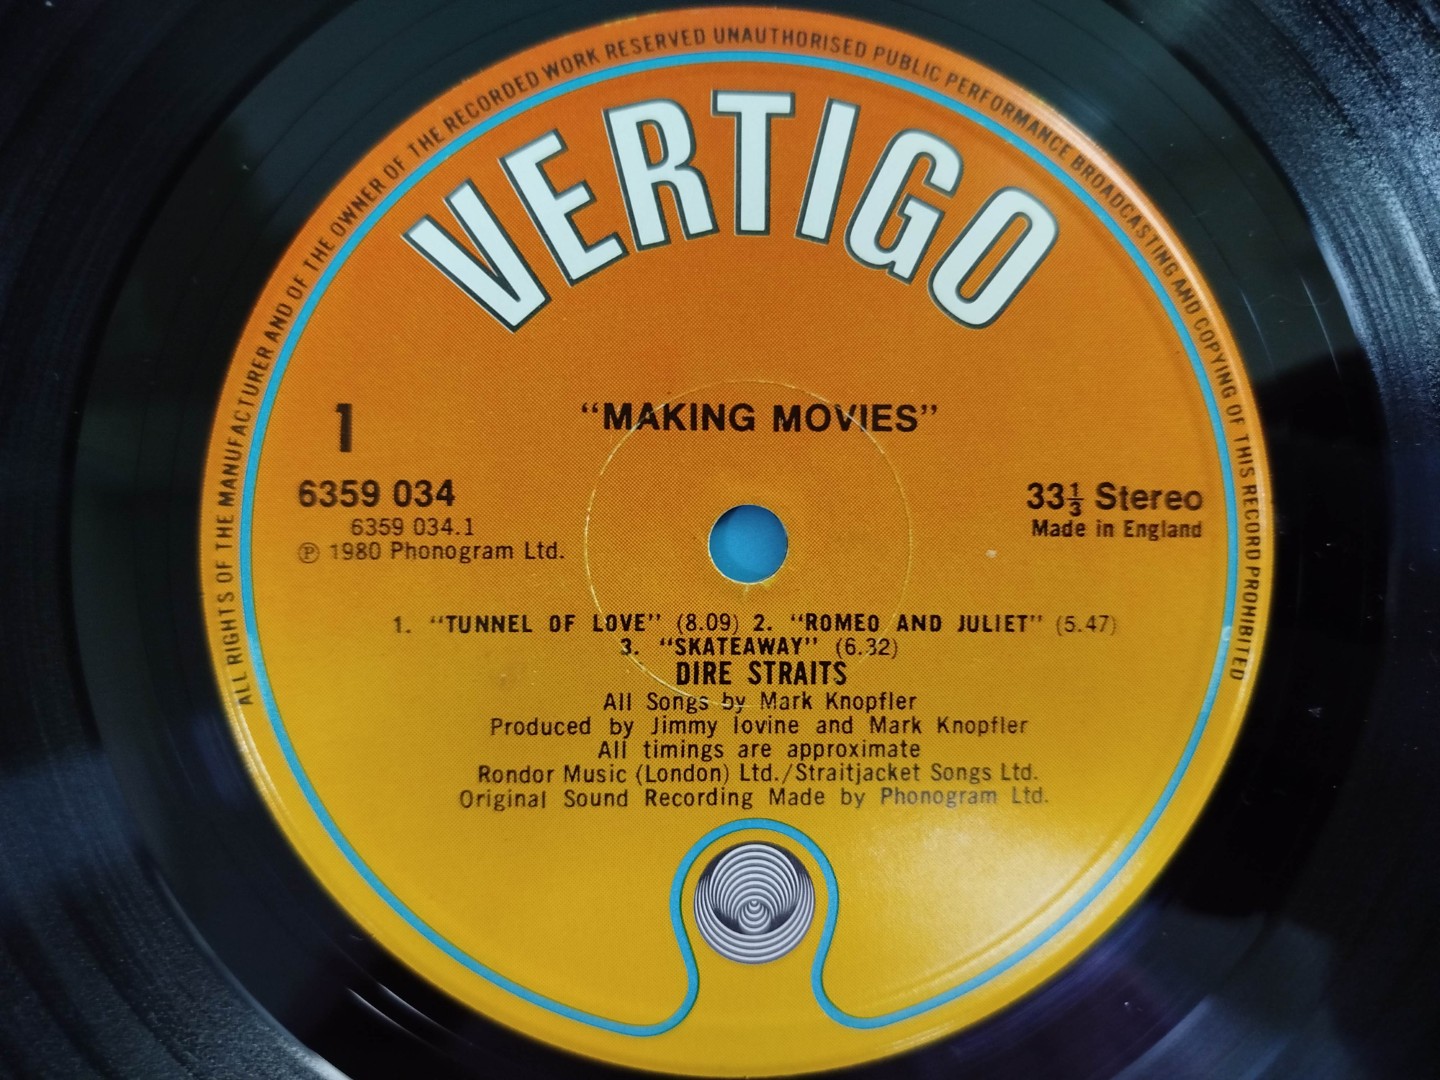 ALL RIGHTS OF THE MANUFACTURER AND OF THE OWNER OF THE RECORDED WORK RESERVED UNAUTHORISED PUBLIC PERFORMANCE BROADCASTING AND COPYING OF THIS RECORD PROHIBITED
VERTIGO
1
"MAKING MOVIES"
6359 034
6359 034.1
℗ 1980 Phonogram Ltd.
33⅓ Stereo
Made in England
1. "TUNNEL OF LOVE" (8.09) 2. "ROMEO AND JULIET" (5.47)
3. "SKATEAWAY" (6.32)
DIRE STRAITS
All Songs by Mark Knopfler
Produced by Jimmy Iovine and Mark Knopfler
All timings are approximate
Rondor Music (London) Ltd./Straitjacket Songs Ltd.
Original Sound Recording Made by Phonogram Ltd.